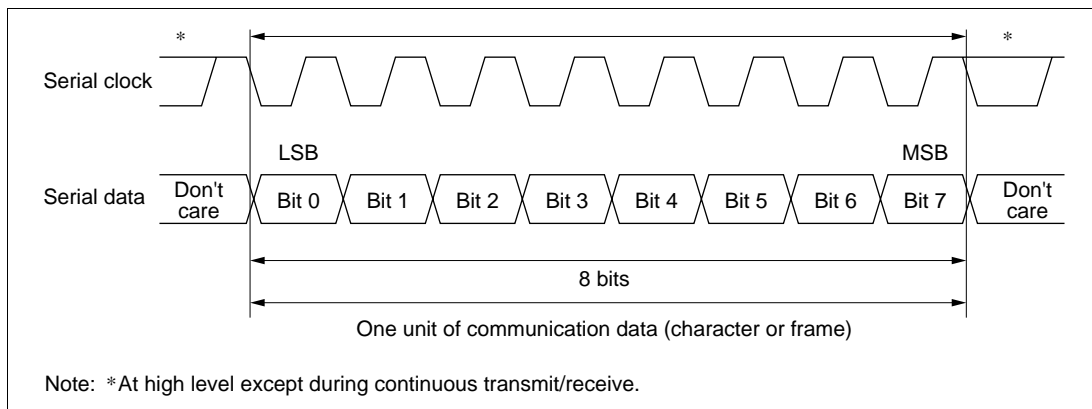 * *
Serial clock
LSB MSB
Serial data Don't care Bit 0 Bit 1 Bit 2 Bit 3 Bit 4 Bit 5 Bit 6 Bit 7 Don't care
8 bits
One unit of communication data (character or frame)
Note: *At high level except during continuous transmit/receive.